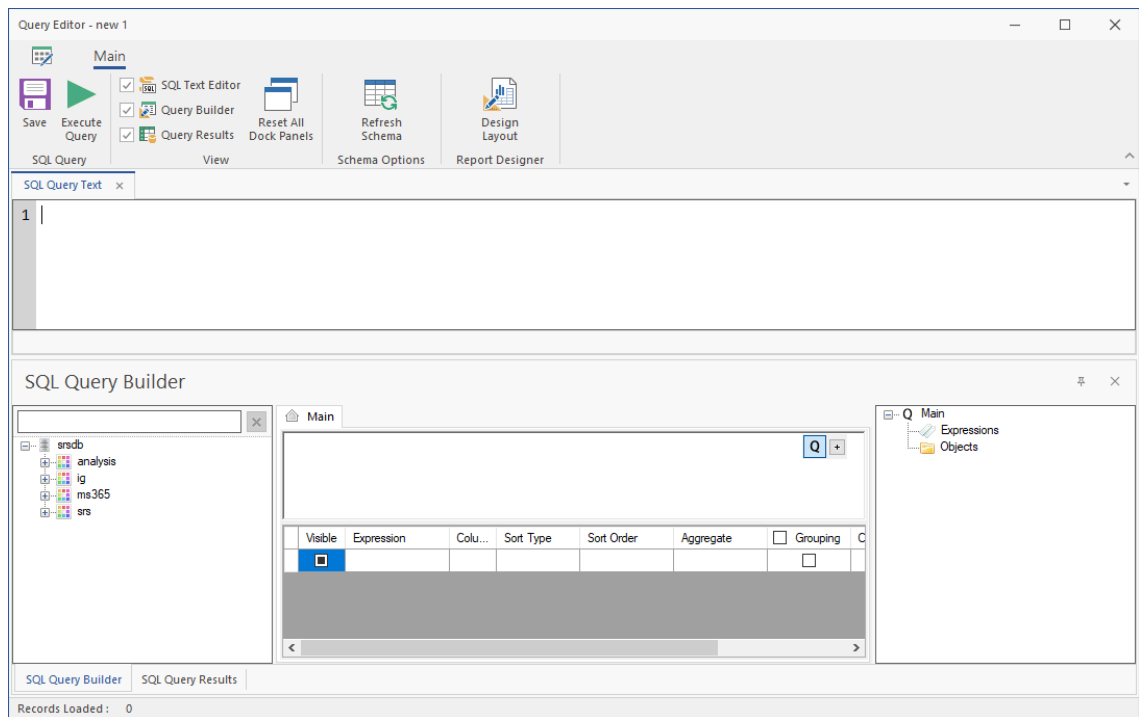 Query Editor - new 1
Main
Save
Execute Query
SQL Query
SQL Text Editor
Query Builder
Query Results
Reset All Dock Panels
View
Refresh Schema
Schema Options
Design Layout
Report Designer
SQL Query Text
1
SQL Query Builder
srsdb
analysis
ig
ms365
srs
Main
Q +
Visible Expression Colu... Sort Type Sort Order Aggregate Grouping C
Q Main
Expressions
Objects
SQL Query Builder SQL Query Results
Records Loaded : 0